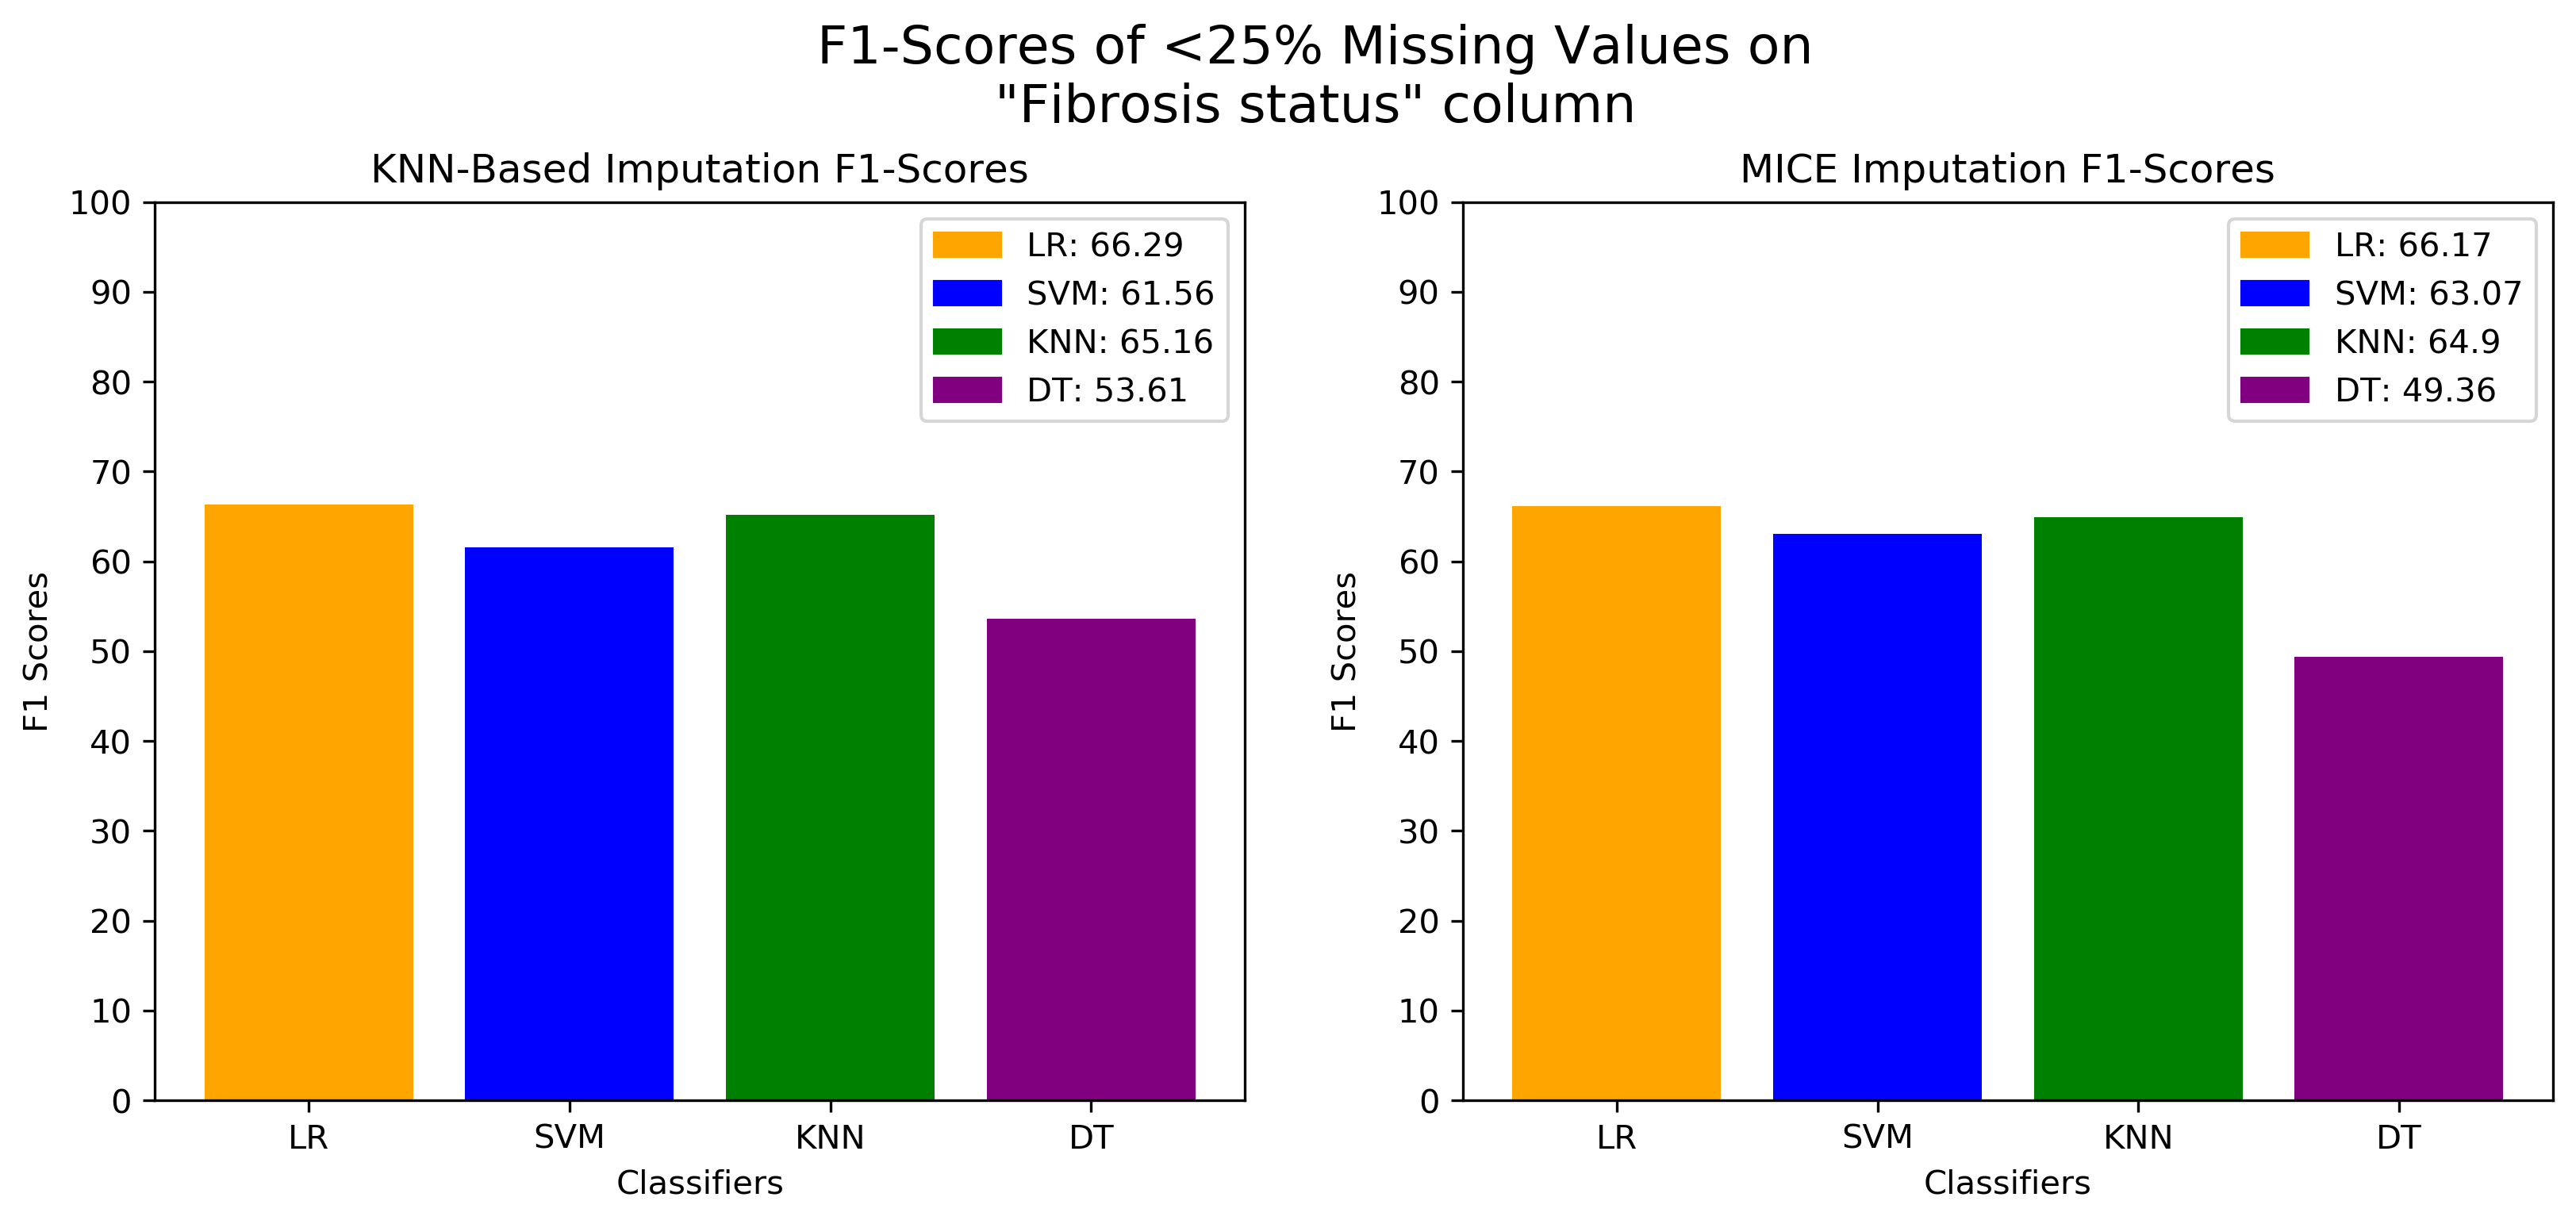 F1-Scores of <25% Missing Values on
"Fibrosis status" column
KNN-Based Imputation F1-Scores
100
90
80
70
60
50
40
30
20
10
0
F1 Scores
LR: 66.29
SVM: 61.56
KNN: 65.16
DT: 53.61
LR SVM KNN DT
Classifiers
MICE Imputation F1-Scores
100
90
80
70
60
50
40
30
20
10
0
F1 Scores
LR: 66.17
SVM: 63.07
KNN: 64.9
DT: 49.36
LR SVM KNN DT
Classifiers